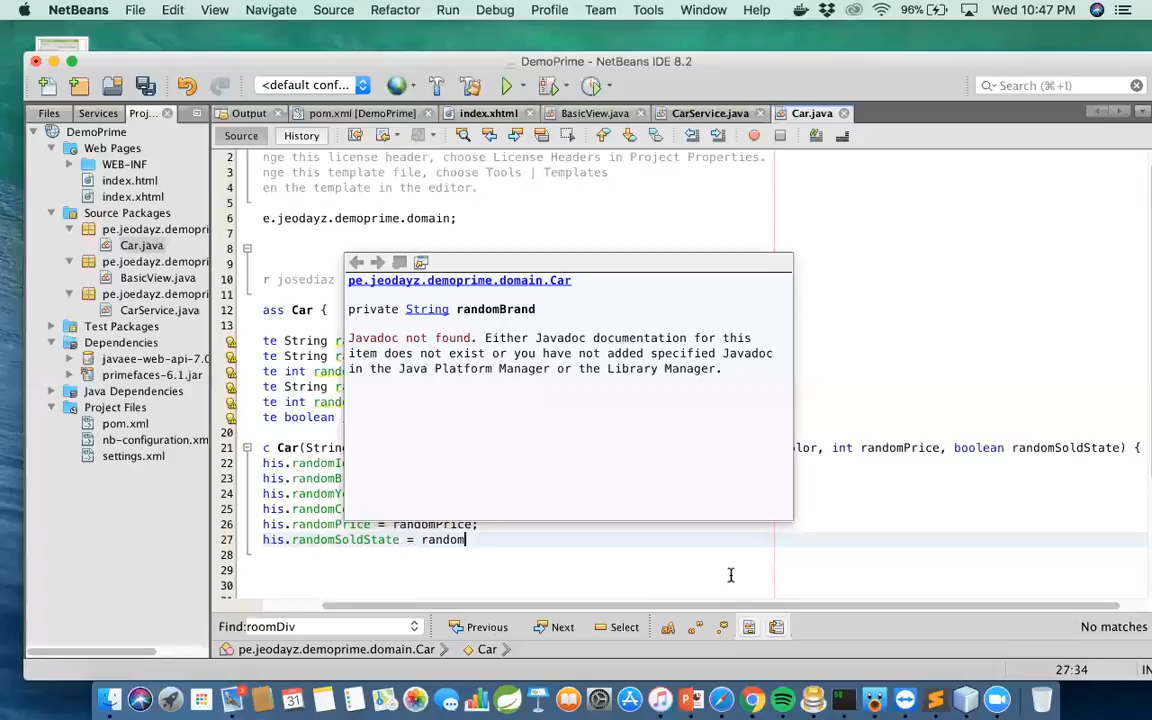 NetBeans File Edit View Navigate Source Refactor Run Debug Profile Team Tools Window Help 96% Wed 10:47 PM
DemoPrime - NetBeans IDE 8.2
<default conf... Search (⌘+I)
Files Services Proj... Output pom.xml [DemoPrime] index.xhtml BasicView.java CarService.java Car.java
DemoPrime
Web Pages
WEB-INF
index.html
index.xhtml
Source Packages
pe.jeodayz.demopri
Car.java
pe.joedayz.demopri
BasicView.java
pe.joedayz.demopri
CarService.java
Test Packages
Dependencies
javaee-web-api-7.0
primefaces-6.1.jar
Java Dependencies
Project Files
pom.xml
nb-configuration.xm
settings.xml
Source History
2 nge this license header, choose License Headers in Project Properties.
3 nge this template file, choose Tools | Templates
4 en the template in the editor.
5
6 e.jeodayz.demoprime.domain;
7
8
9
10 r josediaz
11
12 ass Car {
13
te String ra
te String ra
te int rand
te String ra
te int rand
te boolean
20
21 c Car(Strin lor, int randomPrice, boolean randomSoldState) {
22 his.randomI
23 his.randomB
24 his.randomY
25 his.randomC
26 his.randomPrice = randomPrice;
27 his.randomSoldState = random
28
29
30
pe.jeodayz.demoprime.domain.Car
private String randomBrand
Javadoc not found. Either Javadoc documentation for this
item does not exist or you have not added specified Javadoc
in the Java Platform Manager or the Library Manager.
Find: roomDiv Previous Next Select No matches
pe.jeodayz.demoprime.domain.Car Car
27:34 IN
31